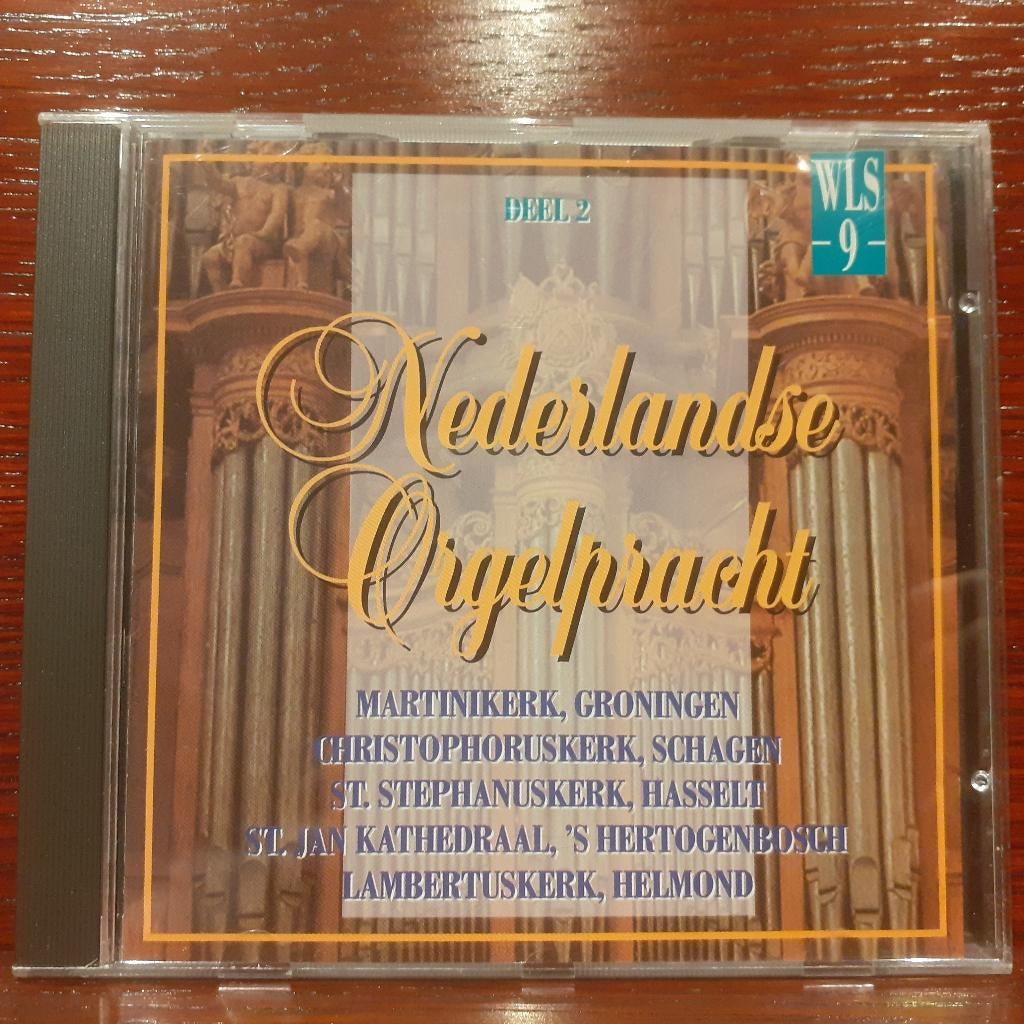 DEEL 2
WLS
- 9 -
Nederlandse
Orgelpracht
MARTINIKERK, GRONINGEN
CHRISTOPHORUSKERK, SCHAGEN
ST. STEPHANUSKERK, HASSELT
ST. JAN KATHEDRAAL, 'S HERTOGENBOSCH
LAMBERTUSKERK, HELMOND